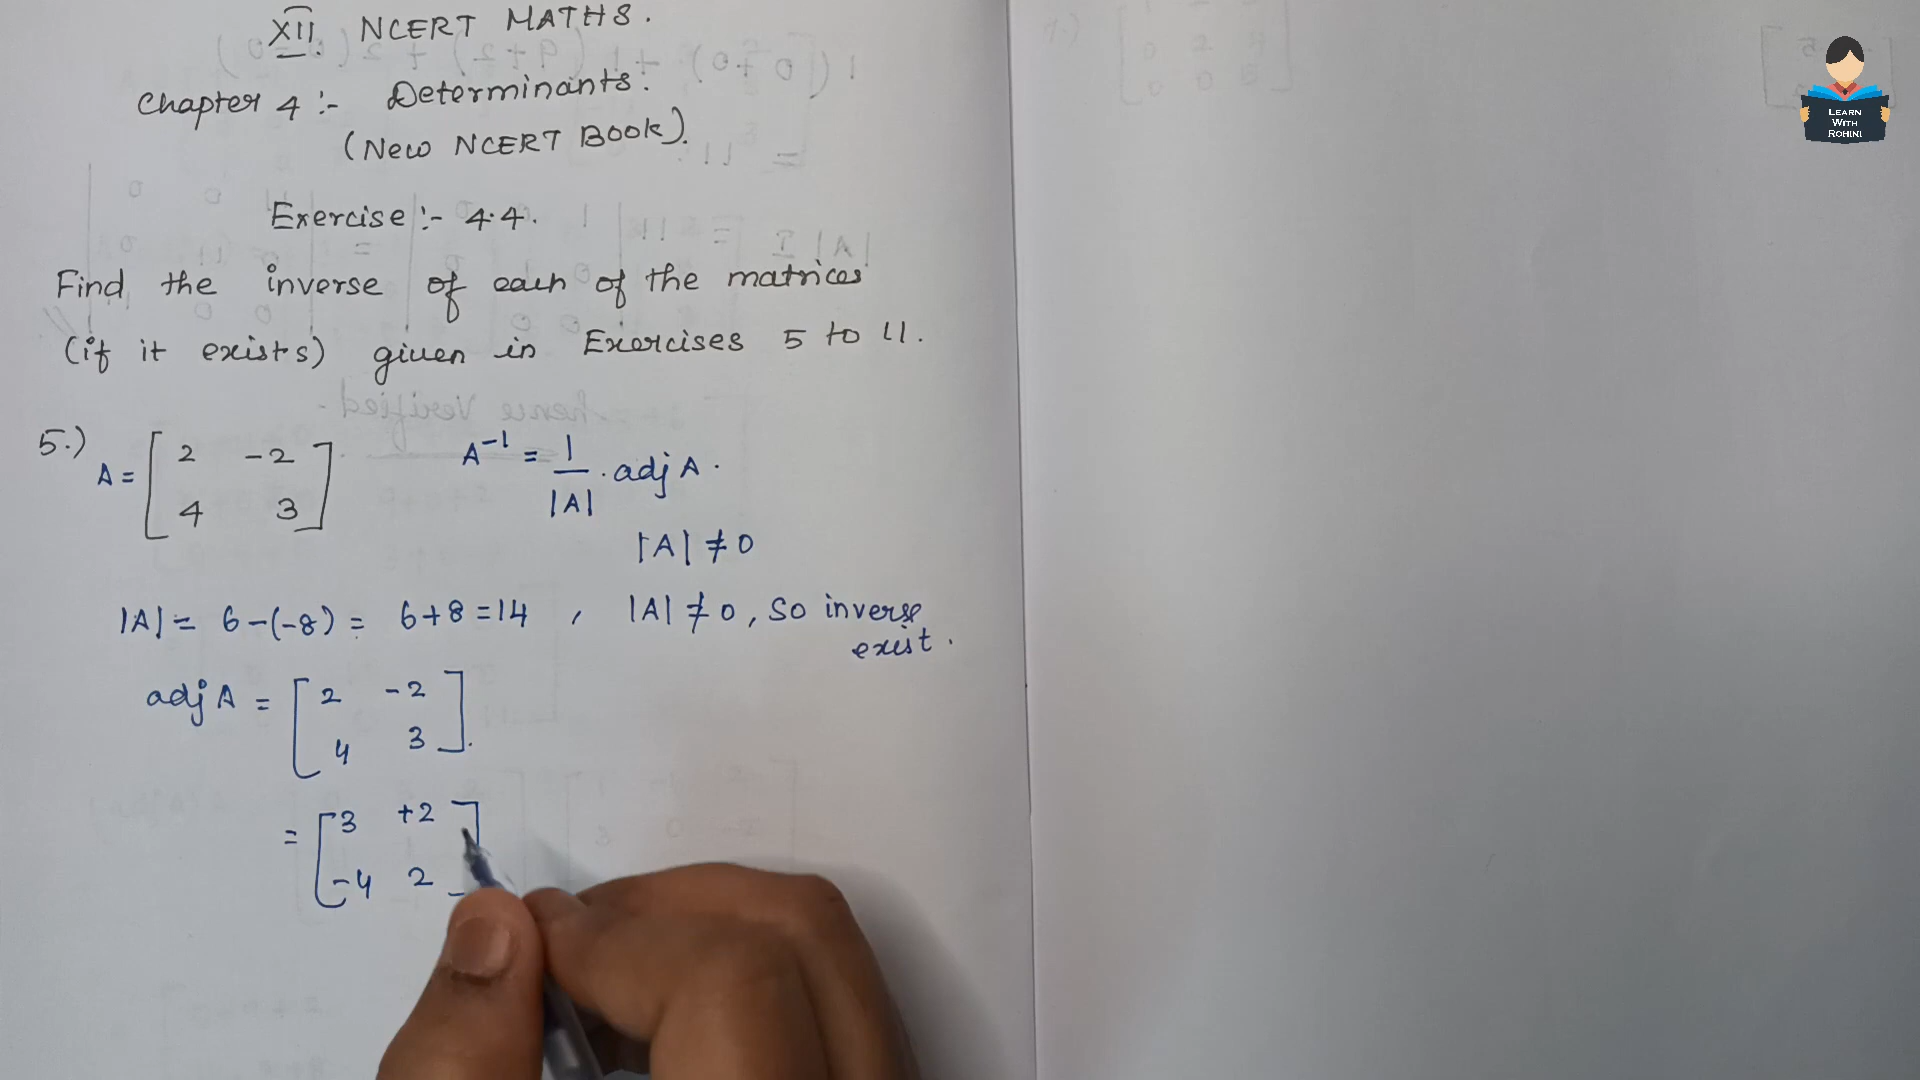 XII. NCERT MATHS.
Chapter 4 :- Determinants.
(New NCERT Book).
Exercise :- 4.4.
Find the inverse of each of the matrices
(if it exists) given in Exercises 5 to 11.
5.) A = [ 2 -2
4 3 ]
A⁻¹ = 1/|A| . adj A .
|A| ≠ 0
|A| = 6-(-8) = 6+8 = 14 , |A| ≠ 0, So inverse
exist .
adj A = [ 2 -2
4 3 ].
= [ 3 +2
-4 2 ]
LEARN
WITH
ROHINI